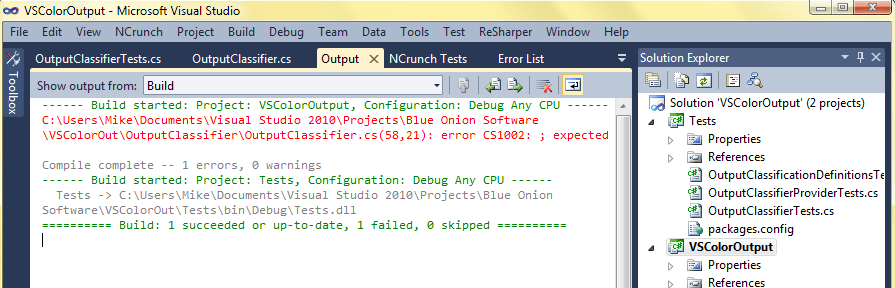 VSColorOutput - Microsoft Visual Studio
File Edit View NCrunch Project Build Debug Team Data Tools Test ReSharper Window Help
Toolbox
OutputClassifierTests.cs OutputClassifier.cs Output NCrunch Tests Error List
Show output from: Build
------ Build started: Project: VSColorOutput, Configuration: Debug Any CPU ------
C:\Users\Mike\Documents\Visual Studio 2010\Projects\Blue Onion Software
\VSColorOut\OutputClassifier\OutputClassifier.cs(58,21): error CS1002: ; expected
Compile complete -- 1 errors, 0 warnings
------ Build started: Project: Tests, Configuration: Debug Any CPU ------
Tests -> C:\Users\Mike\Documents\Visual Studio 2010\Projects\Blue Onion
Software\VSColorOut\Tests\bin\Debug\Tests.dll
========== Build: 1 succeeded or up-to-date, 1 failed, 0 skipped ==========
Solution Explorer
Solution 'VSColorOutput' (2 projects)
Tests
Properties
References
OutputClassificationDefinitionsTe
OutputClassifierProviderTests.cs
OutputClassifierTests.cs
packages.config
VSColorOutput
Properties
References